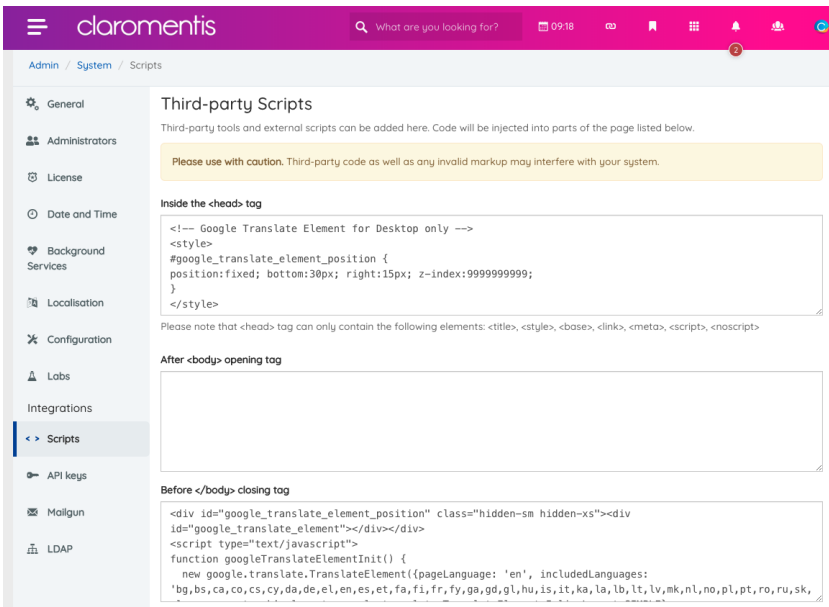 claromentis
What are you looking for?
09:18
2
Admin / System / Scripts
General
Administrators
License
Date and Time
Background
Services
Localisation
Configuration
Labs
Integrations
< > Scripts
API keys
Mailgun
LDAP
Third-party Scripts
Third-party tools and external scripts can be added here. Code will be injected into parts of the page listed below.
Please use with caution. Third-party code as well as any invalid markup may interfere with your system.
Inside the <head> tag
<!-- Google Translate Element for Desktop only -->
<style>
#google_translate_element_position {
position:fixed; bottom:30px; right:15px; z-index:9999999999;
}
</style>
Please note that <head> tag can only contain the following elements: <title>, <style>, <base>, <link>, <meta>, <script>, <noscript>
After <body> opening tag
Before </body> closing tag
<div id="google_translate_element_position" class="hidden-sm hidden-xs"><div
id="google_translate_element"></div></div>
<script type="text/javascript">
function googleTranslateElementInit() {
new google.translate.TranslateElement({pageLanguage: 'en', includedLanguages:
'bg,bs,ca,co,cs,cy,da,de,el,en,es,et,fa,fi,fr,fy,ga,gd,gl,hu,is,it,ka,la,lb,lt,lv,mk,nl,no,pl,pt,ro,ru,sk,